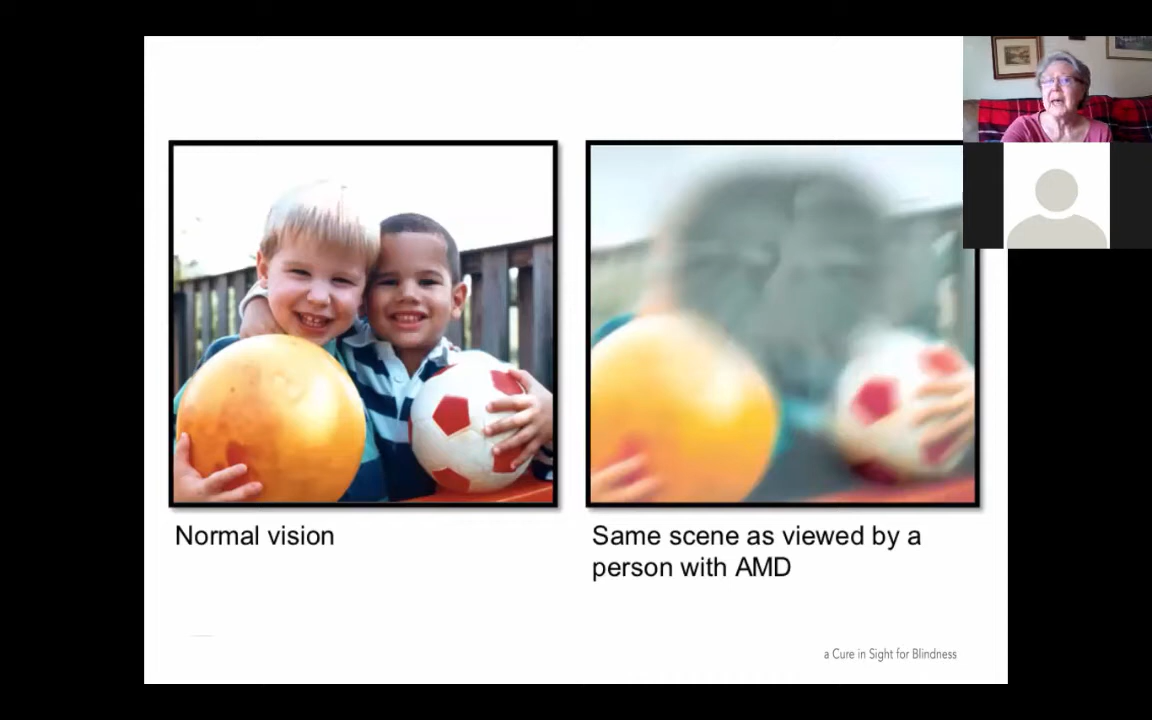 Normal vision
Same scene as viewed by a
person with AMD
a Cure in Sight for Blindness